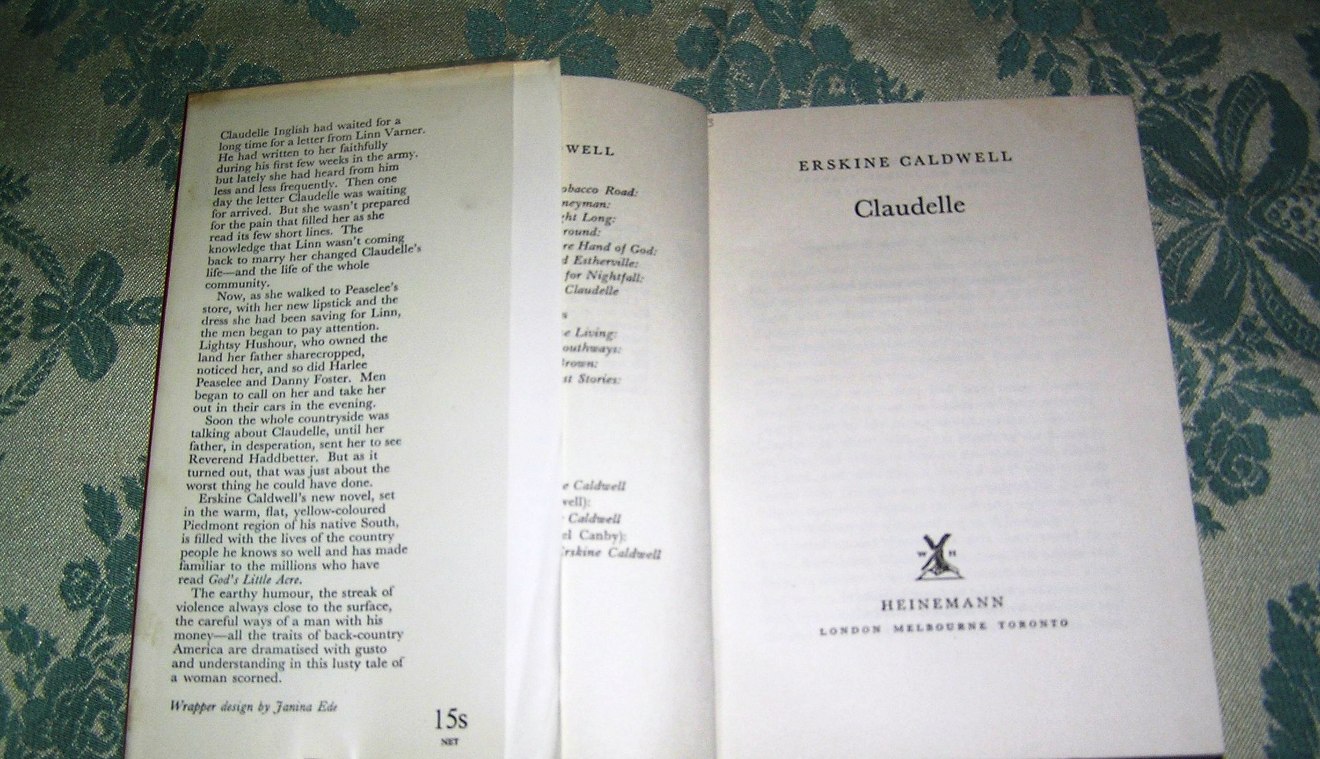 Claudelle Inglish had waited for a
long time for a letter from Linn Varner.
He had written to her faithfully
during his first few weeks in the army.
but lately she had heard from him
less and less frequently. Then one
day the letter Claudelle was waiting
for arrived. But she wasn't prepared
for the pain that filled her as she
read its few short lines. The
knowledge that Linn wasn't coming
back to marry her changed Claudelle's
life—and the life of the whole
community.
Now, as she walked to Peaselee's
store, with her new lipstick and the
dress she had been saving for Linn,
the men began to pay attention.
Lightsy Hushour, who owned the
land her father sharecropped,
noticed her, and so did Harlee
Peaselee and Danny Foster. Men
began to call on her and take her
out in their cars in the evening.
Soon the whole countryside was
talking about Claudelle, until her
father, in desperation, sent her to see
Reverend Haddbetter. But as it
turned out, that was just about the
worst thing he could have done.
Erskine Caldwell's new novel, set
in the warm, flat, yellow-coloured
Piedmont region of his native South,
is filled with the lives of the country
people he knows so well and has made
familiar to the millions who have
read God's Little Acre.
The earthy humour, the streak of
violence always close to the surface,
the careful ways of a man with his
money—all the traits of back-country
America are dramatised with gusto
and understanding in this lusty tale of
a woman scorned.
Wrapper design by Janina Ede
15s
NET
WELL
obacco Road:
neyman:
ght Long:
round:
re Hand of God:
d Estherville:
for Nightfall:
Claudelle
s
e Living:
outhways:
Brown:
st Stories:
e Caldwell
well):
Caldwell
el Canby):
Erskine Caldwell
ERSKINE CALDWELL
Claudelle
W H
HEINEMANN
LONDON MELBOURNE TORONTO